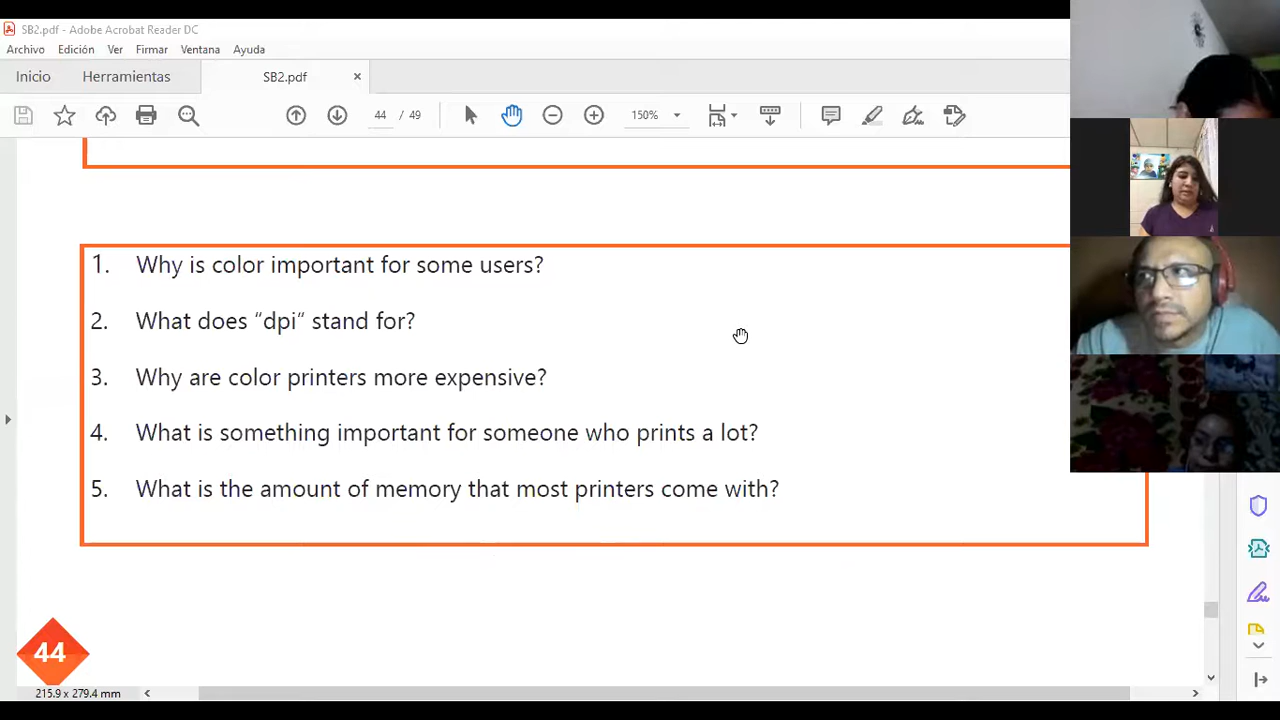 SB2.pdf - Adobe Acrobat Reader DC
Archivo Edición Ver Firmar Ventana Ayuda
Inicio Herramientas SB2.pdf ×
44 / 49 150%
1. Why is color important for some users?
2. What does “dpi“ stand for?
3. Why are color printers more expensive?
4. What is something important for someone who prints a lot?
5. What is the amount of memory that most printers come with?
44
215.9 x 279.4 mm